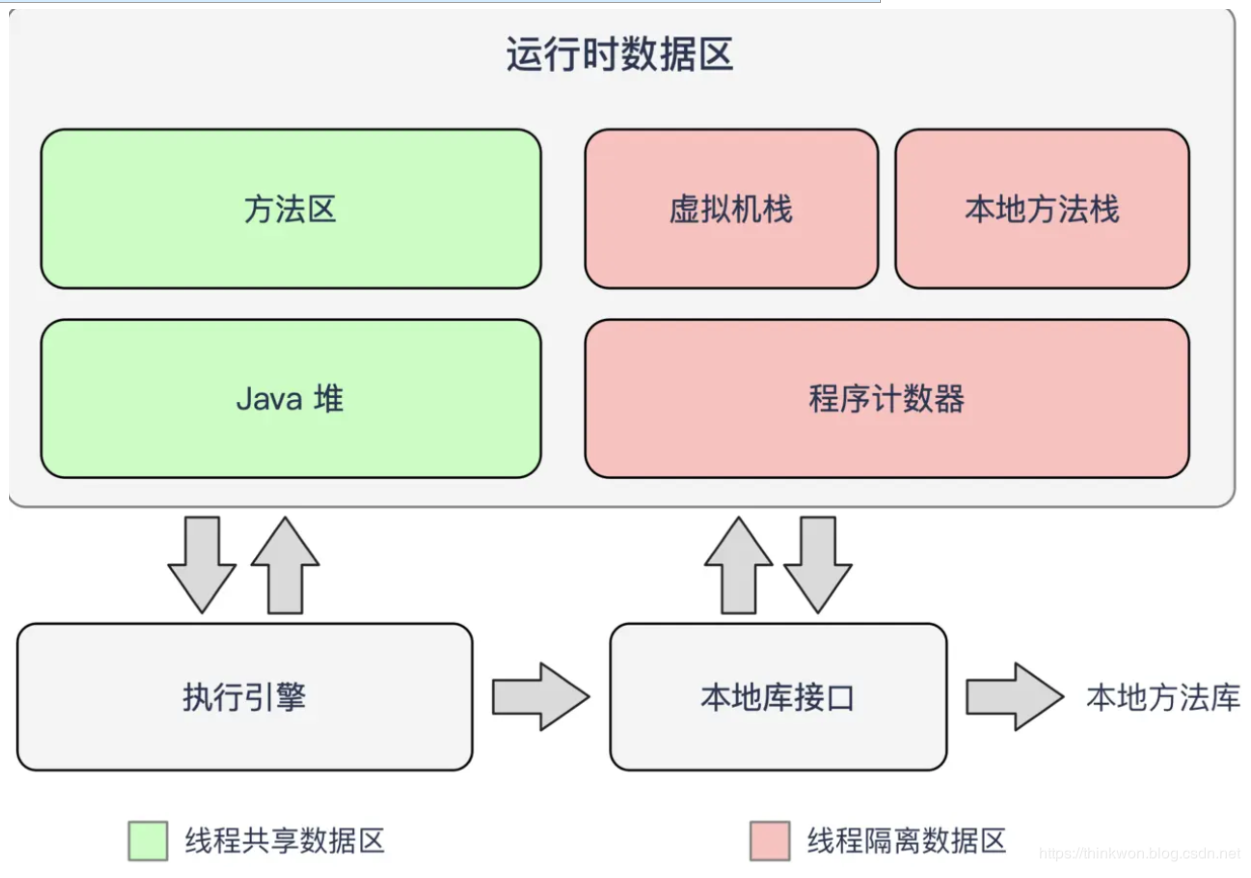 运行时数据区
方法区
虚拟机栈
本地方法栈
Java 堆
程序计数器
执行引擎
本地库接口
本地方法库
线程共享数据区
线程隔离数据区
https://thinkwon.blog.csdn.net